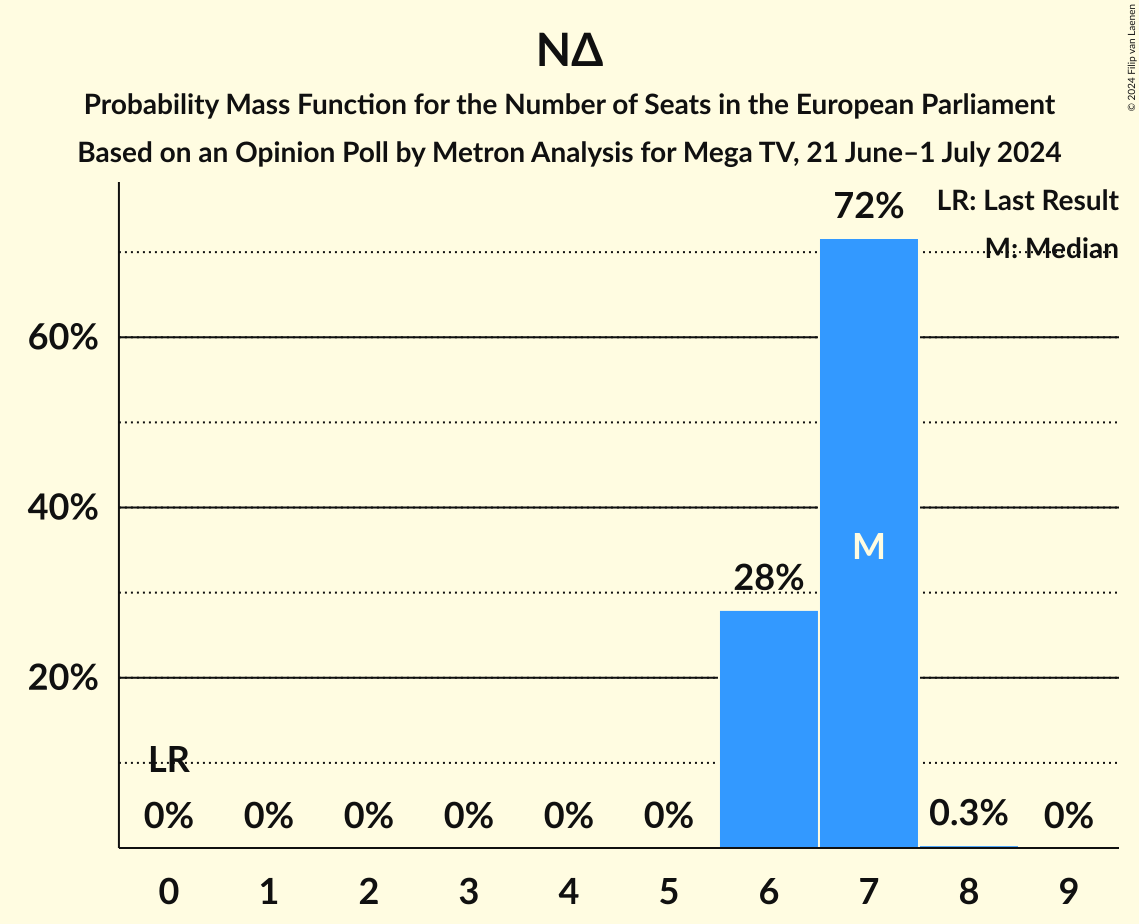 ΝΔ
Probability Mass Function for the Number of Seats in the European Parliament
Based on an Opinion Poll by Metron Analysis for Mega TV, 21 June–1 July 2024
© 2024 Filip van Laenen
LR: Last Result
M: Median
72%
60%
40%
M
28%
20%
LR
0% 0% 0% 0% 0% 0% 0.3% 0%
0 1 2 3 4 5 6 7 8 9